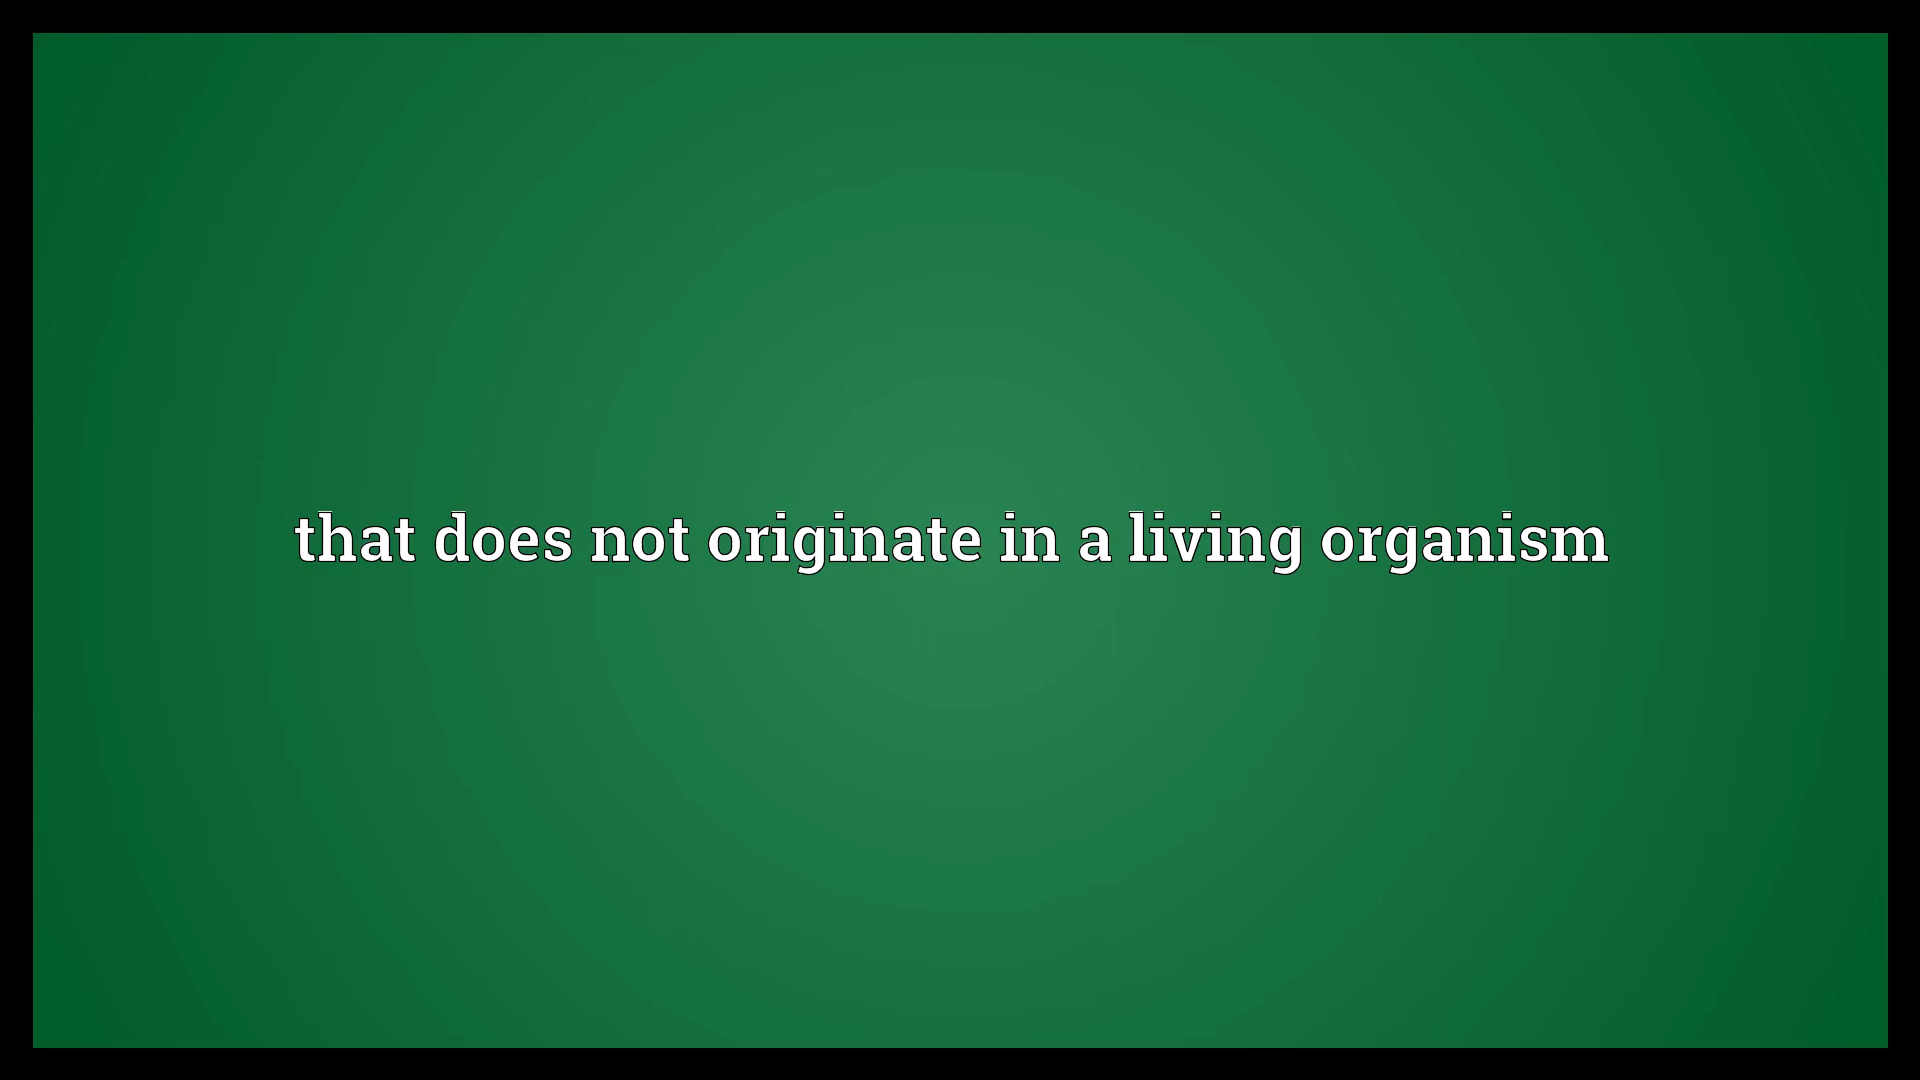 that does not originate in a living organism